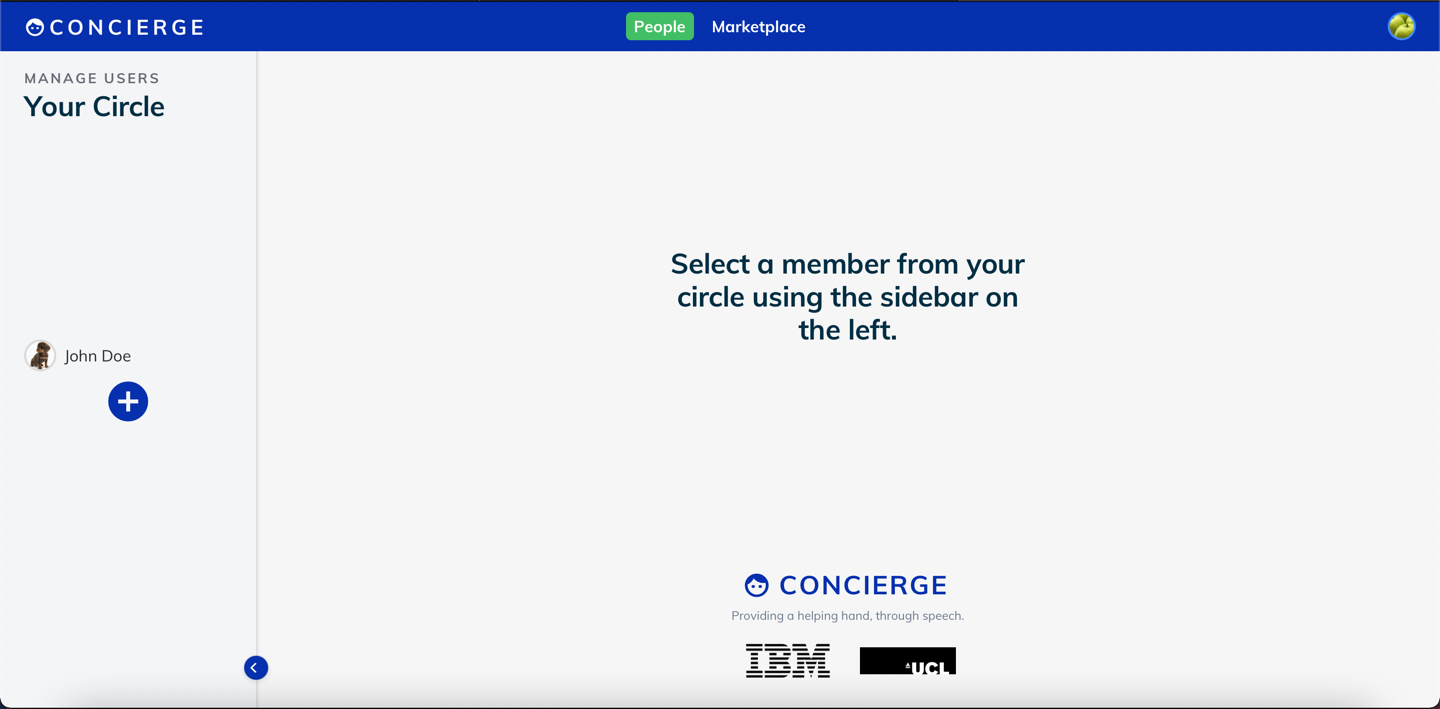 CONCIERGE
People
Marketplace
MANAGE USERS
Your Circle
John Doe
Select a member from your
circle using the sidebar on
the left.
CONCIERGE
Providing a helping hand, through speech.
IBM
UCL